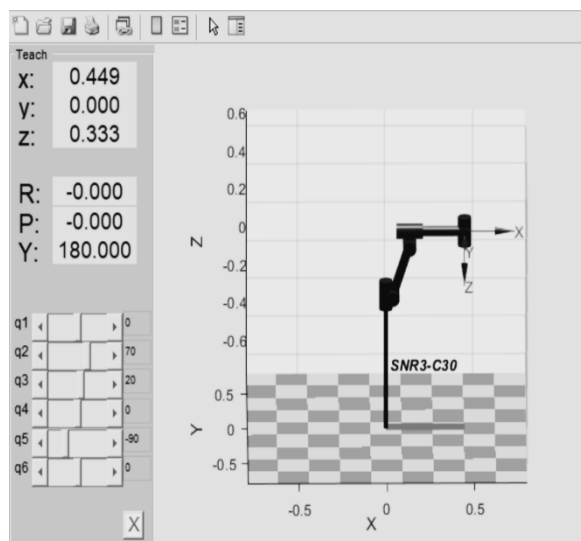 Teach
x: 0.449
y: 0.000
z: 0.333
R: -0.000
P: -0.000
Y: 180.000
q1 0
q2 70
q3 20
q4 0
q5 -90
q6 0
X
0.6
0.4
0.2
0
-0.2
-0.4
-0.6
Z
X
Y
Z
SNR3-C30
0.5
0
-0.5
Y
-0.5
0
0.5
X